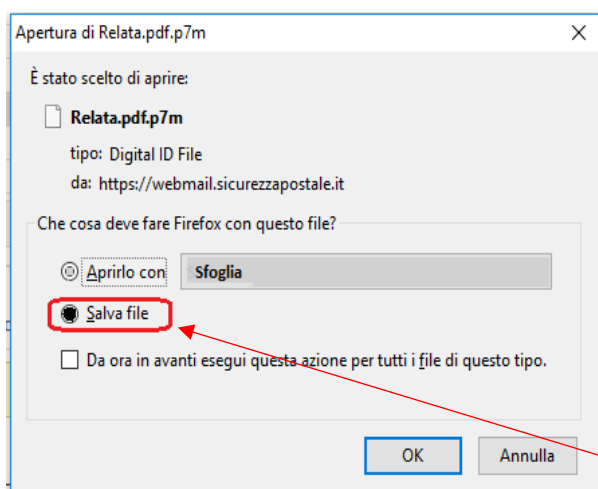 Apertura di Relata.pdf.p7m
È stato scelto di aprire:
Relata.pdf.p7m
tipo: Digital ID File
da: https://webmail.sicurezzapostale.it
Che cosa deve fare Firefox con questo file?
Aprirlo con Sfoglia
Salva file
Da ora in avanti esegui questa azione per tutti i file di questo tipo.
OK Annulla